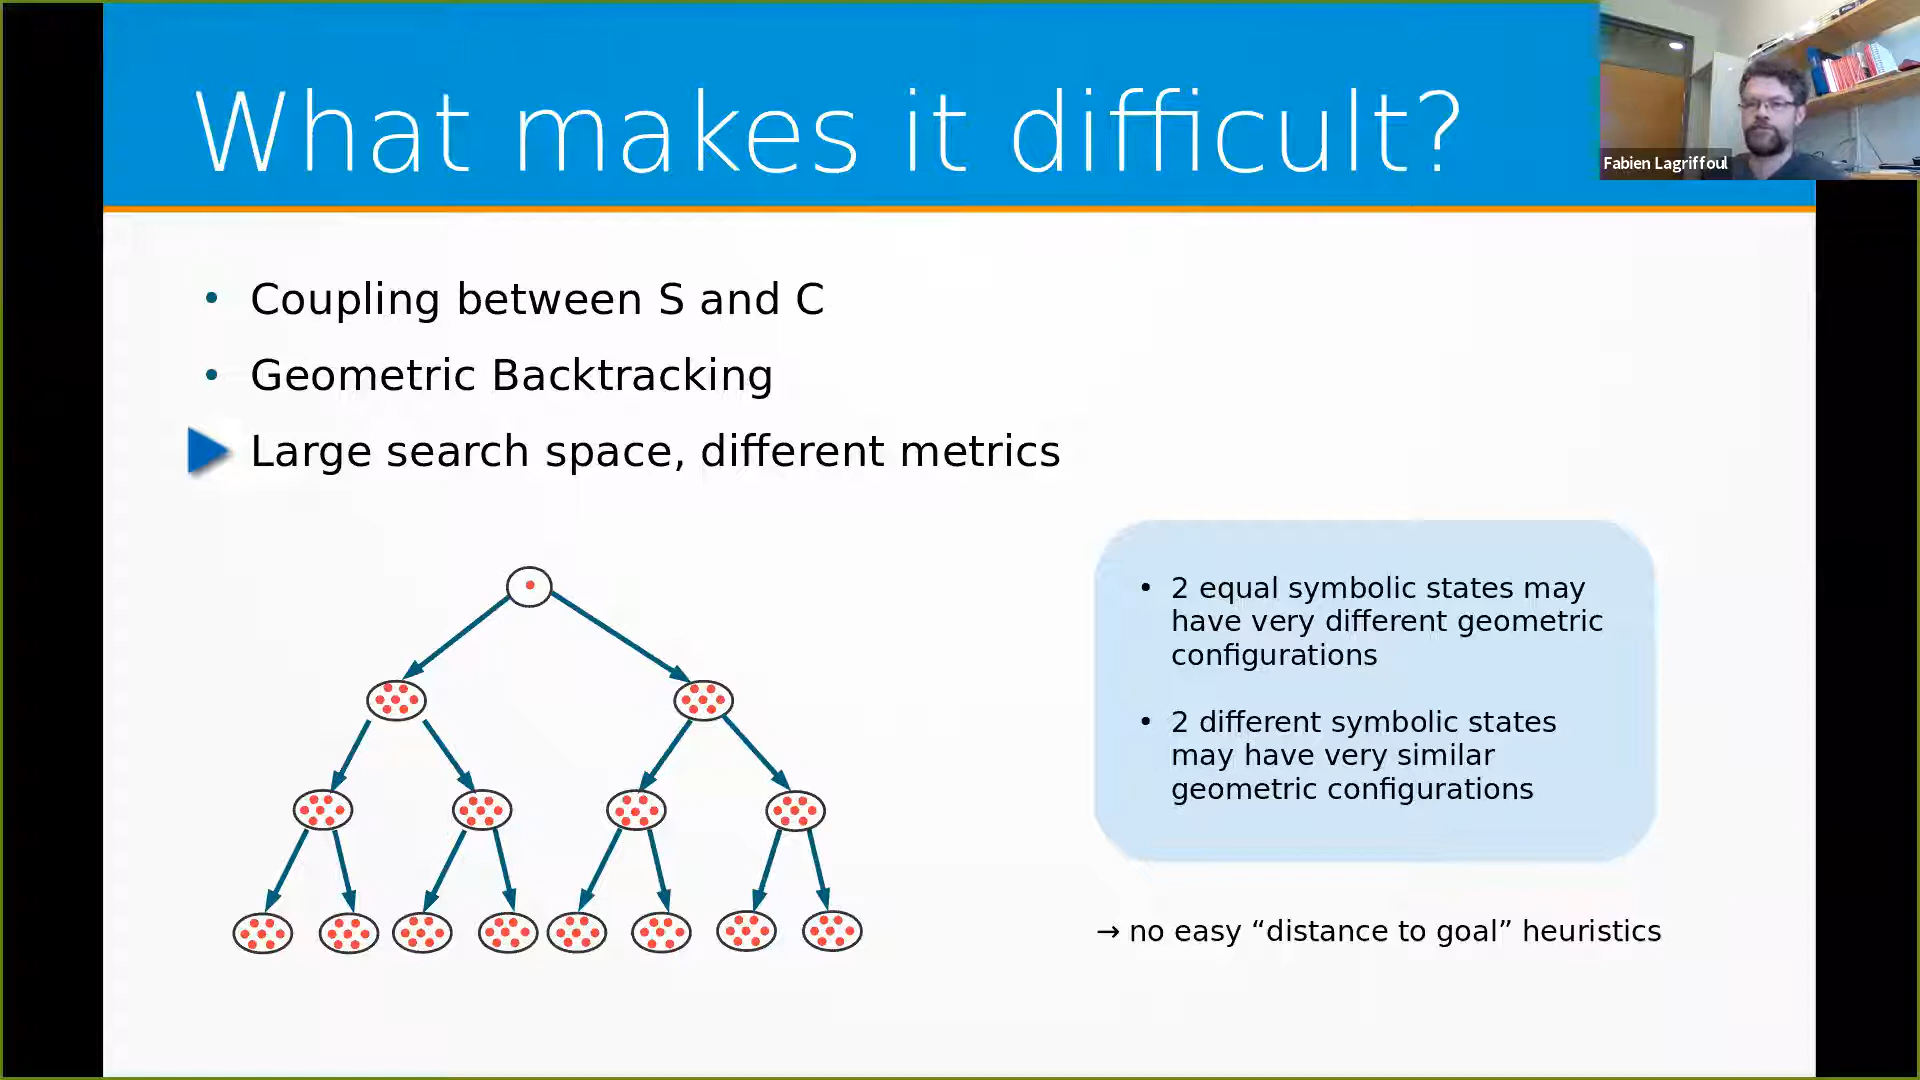 What makes it difficult?
Fabien Lagriffoul
• Coupling between S and C
• Geometric Backtracking
Large search space, different metrics
• 2 equal symbolic states may
have very different geometric
configurations
• 2 different symbolic states
may have very similar
geometric configurations
→ no easy “distance to goal” heuristics